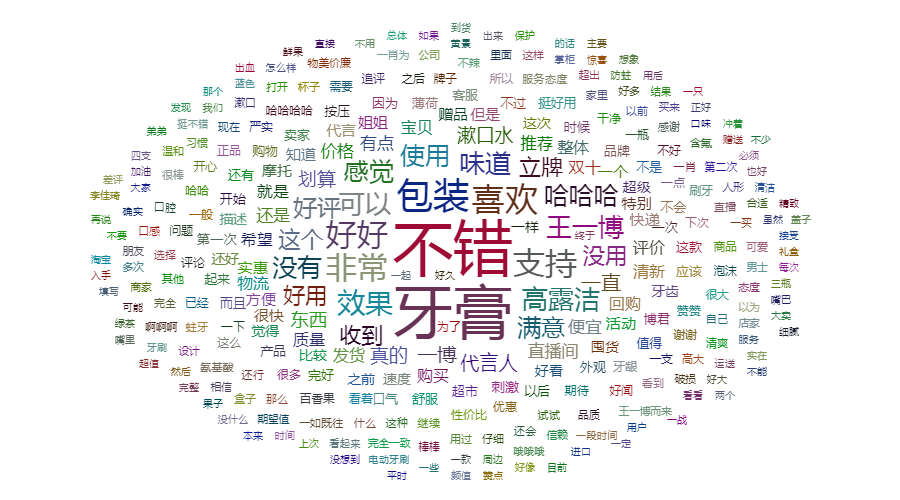 到货
总体 如果 出来 保护
直接 不用 黄景 的话 主要
鲜果 一肖为 公司 里面 这样 掌柜 惊喜 想象
出血 怎么样 物美价廉 不辣 超出 防蛀 用后
蓝色 打开 杯子 需要 追评 之后 牌子 所以 服务态度 家里 好多 结果 一只
那个 漱口 哈哈哈哈 按压 因为 薄荷 客服 不过 挺好用 干净 以前 买来 正好
发现 我们 赠品 但是
弟弟 挺不错 现在 严实 卖家 代言 姐姐 宝贝 漱口水 这次 时候 一瓶 感谢 口味 冲着
四支 温和 习惯 正品 购物 知道 价格 有点 使用 味道 推荐 整体 品牌 不好 含氟 赠送 不少
加油 很棒 开心 还有 摩托 划算 感觉 立牌 双十一个 不是 一肖 第二次 必须 也好
差评 大家 哈哈 就是 包装 喜欢 哈哈哈 超级 一点 刷牙 人形 清洁
李佳琦 确实 口腔 一般 开始 描述 还是 好评 可以 特别 不会 直播 合适 精致
再说 口感 问题 王一博 快递 一次 下次 一买 虽然 盖子
不要 朋友 第一次 希望 这个 好好 不错 一样 终于 没用 评价 这款 商品 可爱 接受
淘宝 多次 选择 评论 还好 没有 非常 一起 好久 支持 清新 应该 泡沫 男士 礼盒 每次
入手 商家 其他 起来 实惠 物流 一直 牙齿 很大 态度 三瓶
填写 可能 完全 已经 而且 方便 好用 效果 牙膏 高露洁 回购 赞赞 以为 嘴巴
绿茶 啊啊啊 蛀牙 一下 很快 东西 为了 满意 便宜 活动 博君 自己 店家 大卖
嘴里 牙刷 设计 这么 觉得 质量 收到 直播间 囤货 值得 谢谢 清爽 服务 细腻
超值 然后 氨基酸 产品 比较 发货 真的 一博 代言人 好看 外观 牙龈 一支 高大 运送 实在
完整 相信 还行 很多 完好 之前 速度 购买 刺激 以后 期待 好闻 看到 破损 好大 不能
果子 盒子 那么 百香果 看着 口气 舒服 超市 优惠 看看 两个
没什么 期望值 一如既往 什么 这种 继续 性价比 试试 品质 王一博而来 一战
本来 时间 上次 看起来 完全一致 棒棒 用过 仔细 还会 信赖 一段时间 用户 一定
没想到 电动牙刷 一款 周边 哦哦哦 进口
平时 一些 颜值 赞点 好像 目前